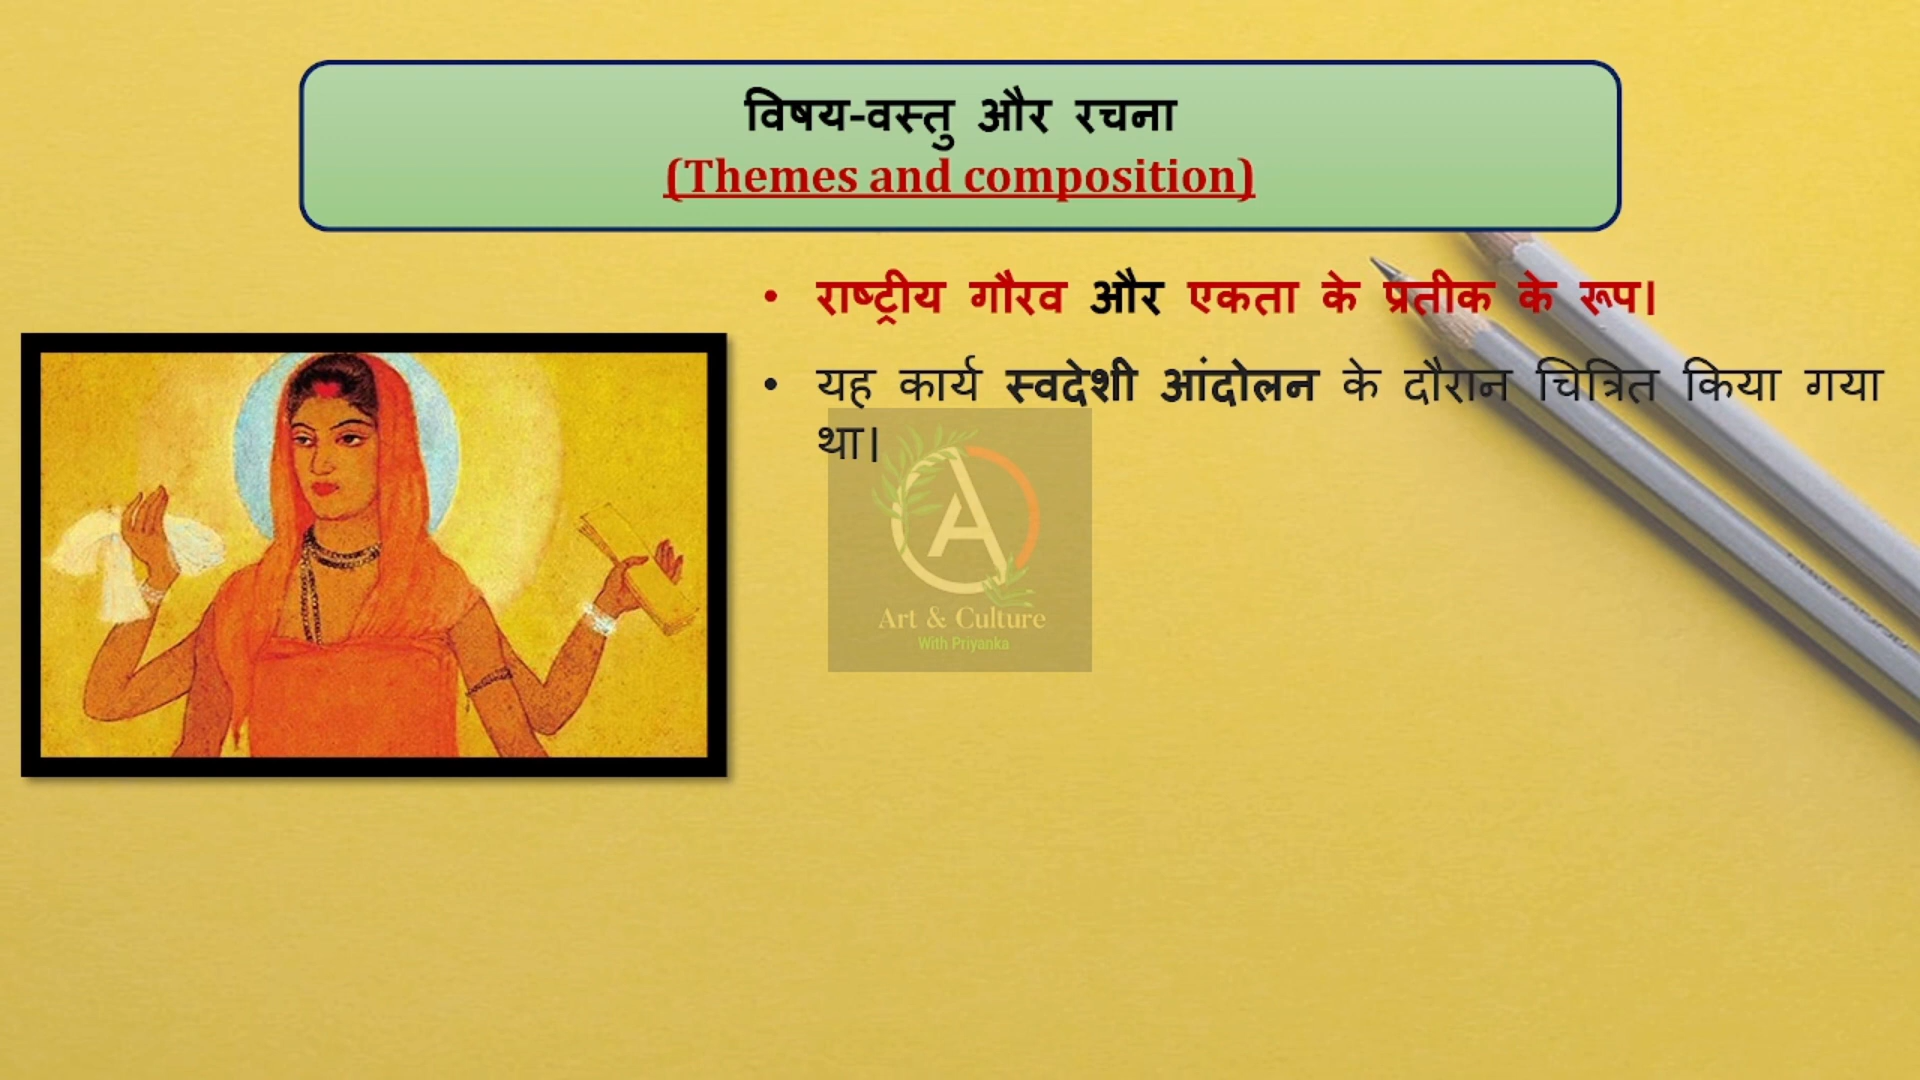 विषय-वस्तु और रचना
(Themes and composition)
• राष्ट्रीय गौरव और एकता के प्रतीक के रूप।
• यह कार्य स्वदेशी आंदोलन के दौरान चित्रित किया गया
था।
A
Art & Culture
With Priyanka